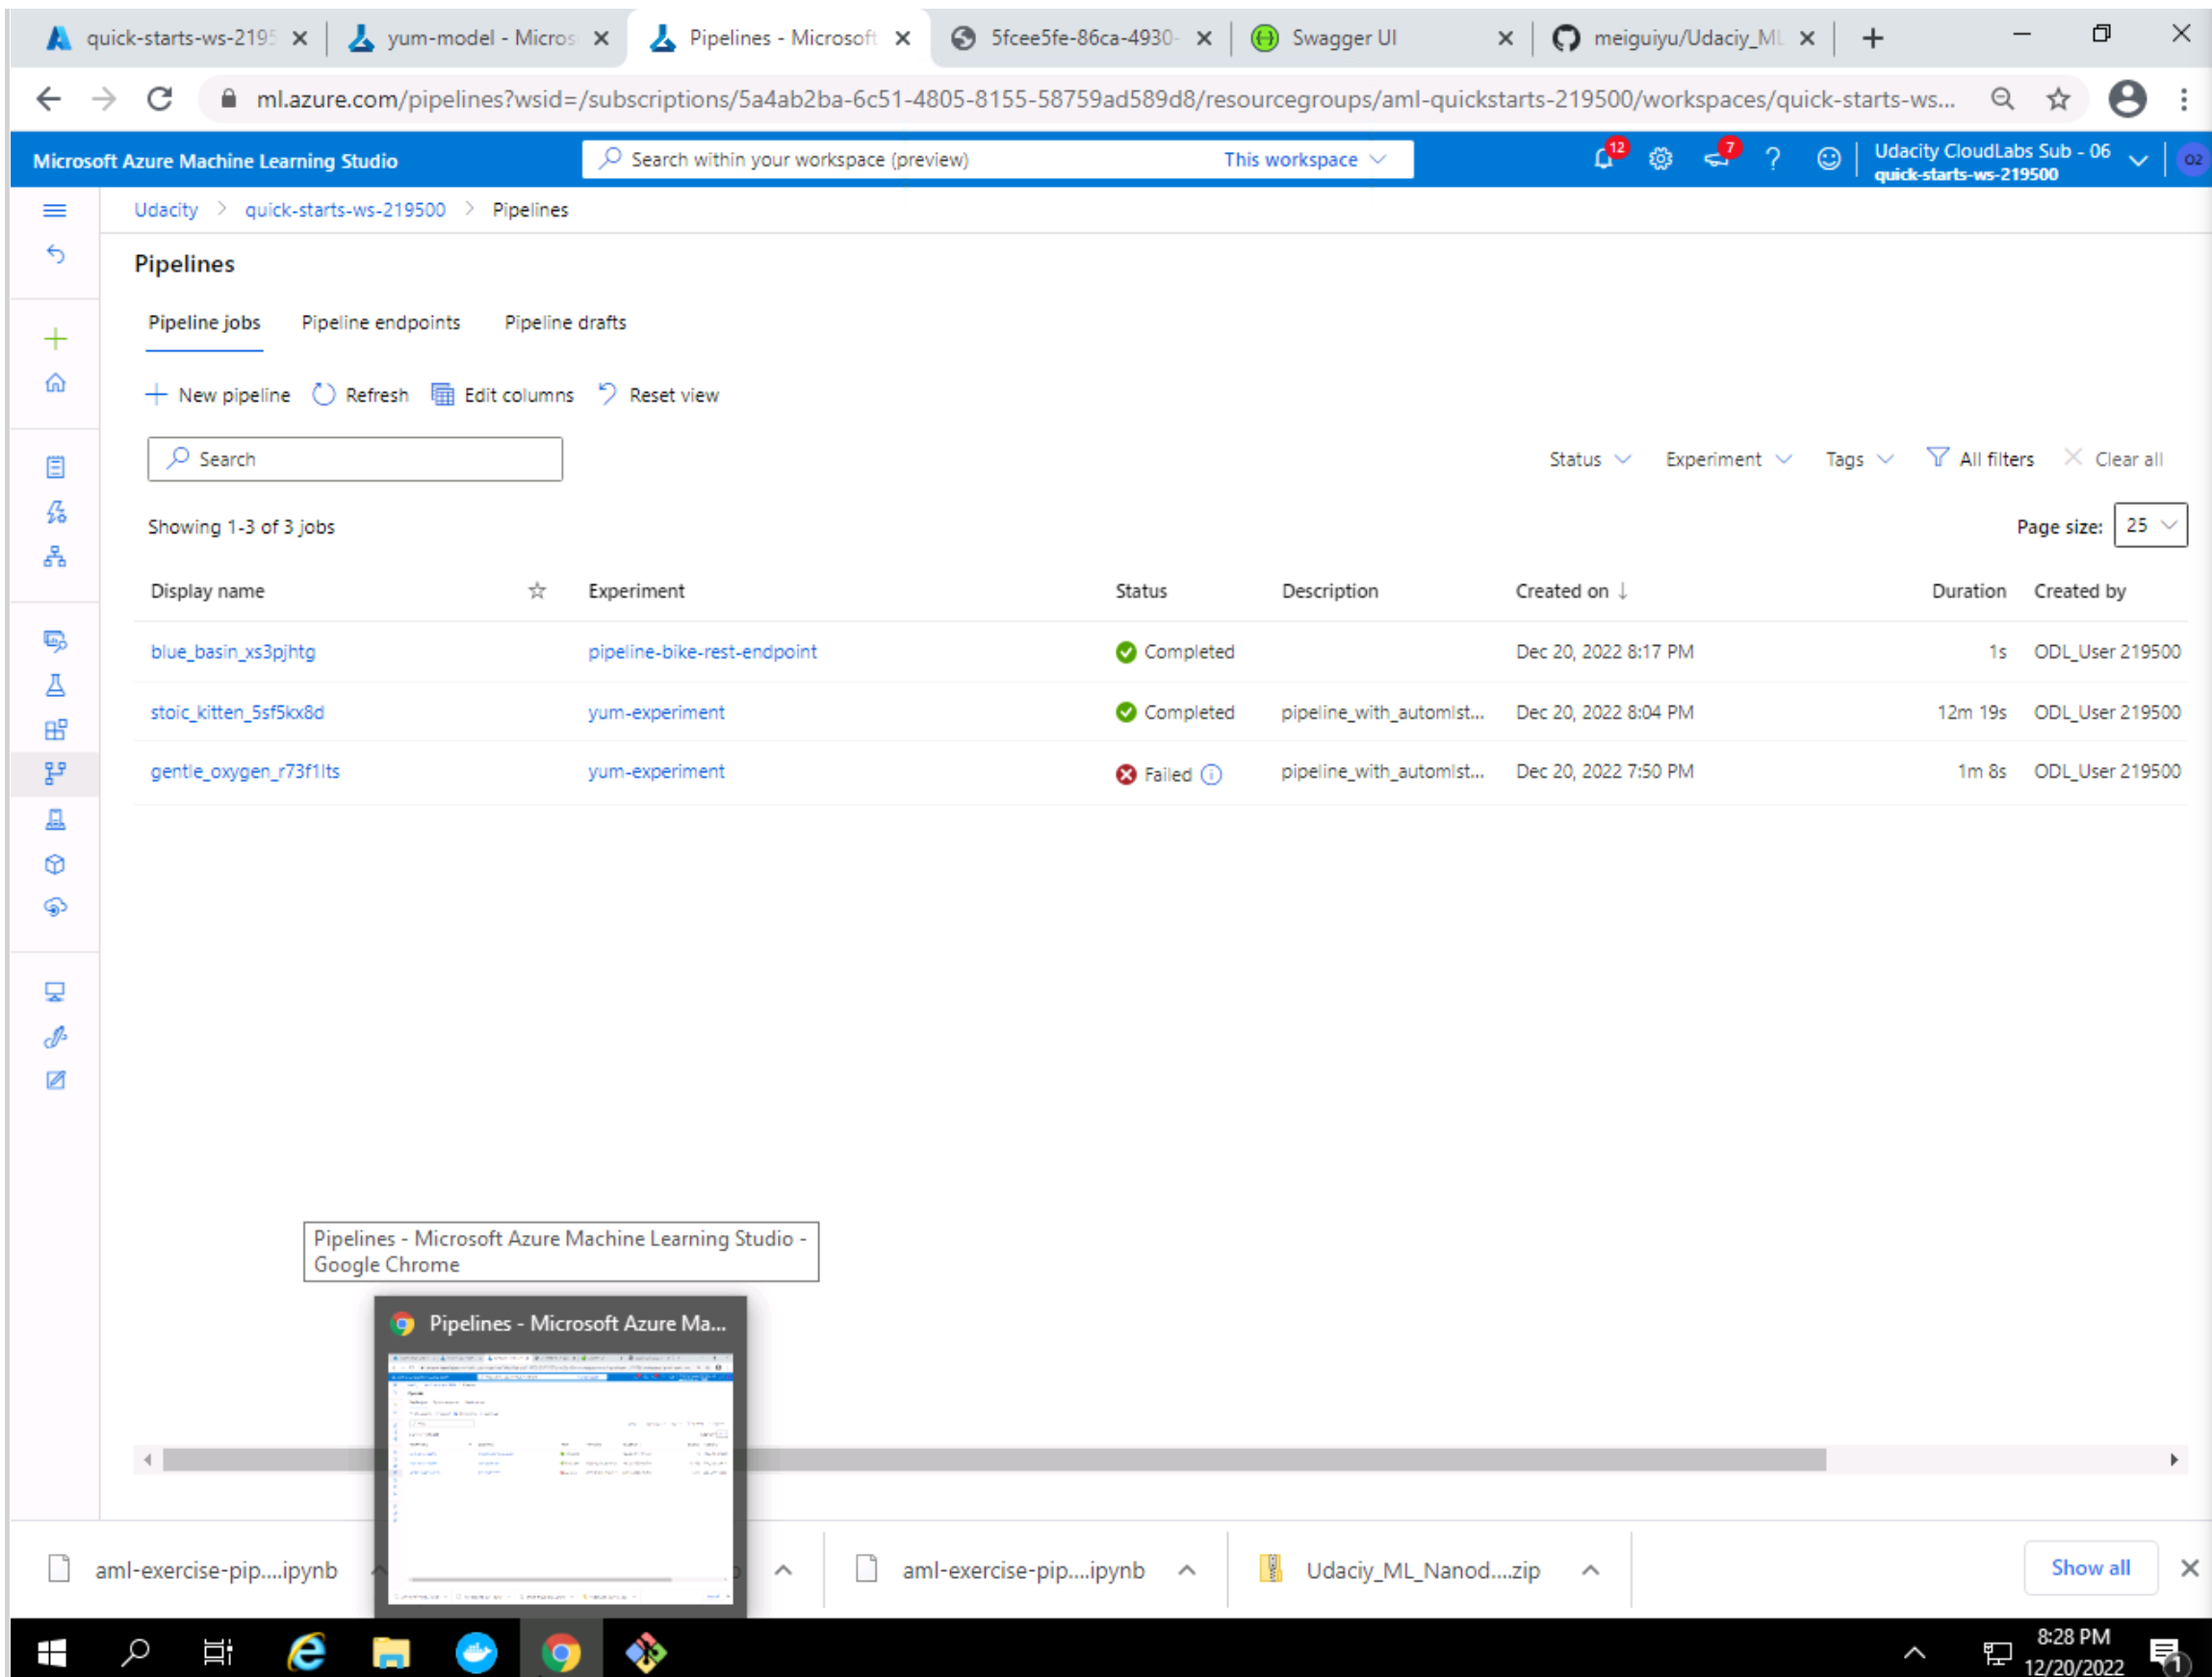 quick-starts-ws-2195
yum-model - Micros
Pipelines - Microsoft
5fcee5fe-86ca-4930-
Swagger UI
meiguiyu/Udaciy_ML
ml.azure.com/pipelines?wsid=/subscriptions/5a4ab2ba-6c51-4805-8155-58759ad589d8/resourcegroups/aml-quickstarts-219500/workspaces/quick-starts-ws...
Microsoft Azure Machine Learning Studio
Search within your workspace (preview)
This workspace
12
7
?
Udacity CloudLabs Sub - 06
quick-starts-ws-219500
O2
Udacity > quick-starts-ws-219500 > Pipelines
Pipelines
Pipeline jobs Pipeline endpoints Pipeline drafts
New pipeline Refresh Edit columns Reset view
Search
Status Experiment Tags All filters Clear all
Showing 1-3 of 3 jobs
Page size: 25
Display name Experiment Status Description Created on ↓ Duration Created by
blue_basin_xs3pjhtg pipeline-bike-rest-endpoint Completed Dec 20, 2022 8:17 PM 1s ODL_User 219500
stoic_kitten_5sf5kx8d yum-experiment Completed pipeline_with_automlst... Dec 20, 2022 8:04 PM 12m 19s ODL_User 219500
gentle_oxygen_r73f1lts yum-experiment Failed pipeline_with_automlst... Dec 20, 2022 7:50 PM 1m 8s ODL_User 219500
Pipelines - Microsoft Azure Machine Learning Studio -
Google Chrome
Pipelines - Microsoft Azure Ma...
aml-exercise-pip....ipynb
aml-exercise-pip....ipynb
Udaciy_ML_Nanod....zip
Show all
8:28 PM
12/20/2022
1